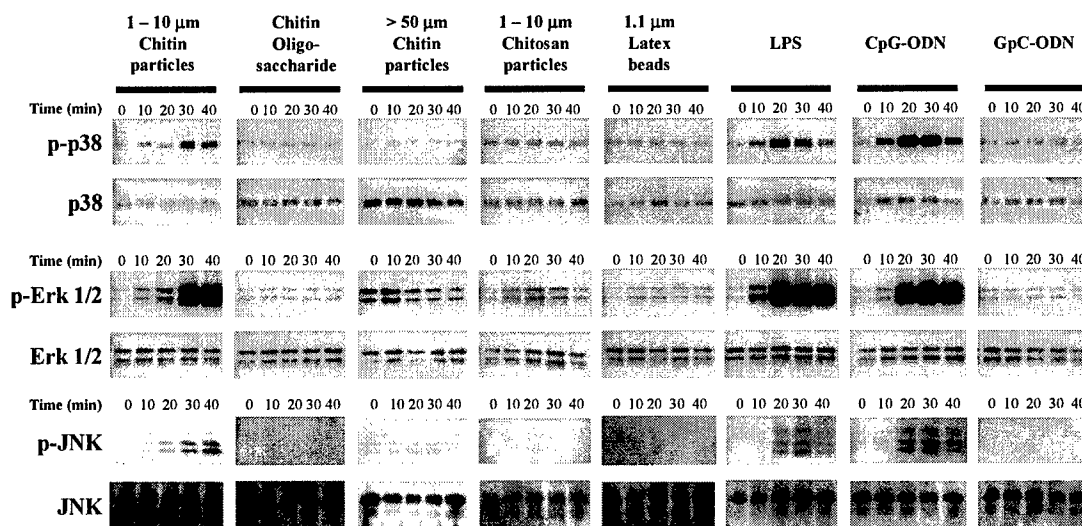 1 – 10 μm Chitin particles
Chitin Oligo- saccharide
> 50 μm Chitin particles
1 – 10 μm Chitosan particles
1.1 μm Latex beads
LPS
CpG-ODN
GpC-ODN
Time (min) 0 10 20 30 40 0 10 20 30 40 0 10 20 30 40 0 10 20 30 40 0 10 20 30 40 0 10 20 30 40 0 10 20 30 40 0 10 20 30 40
p-p38
p38
Time (min) 0 10 20 30 40 0 10 20 30 40 0 10 20 30 40 0 10 20 30 40 0 10 20 30 40 0 10 20 30 40 0 10 20 30 40 0 10 20 30 40
p-Erk 1/2
Erk 1/2
Time (min) 0 10 20 30 40 0 10 20 30 40 0 10 20 30 40 0 10 20 30 40 0 10 20 30 40 0 10 20 30 40 0 10 20 30 40 0 10 20 30 40
p-JNK
JNK